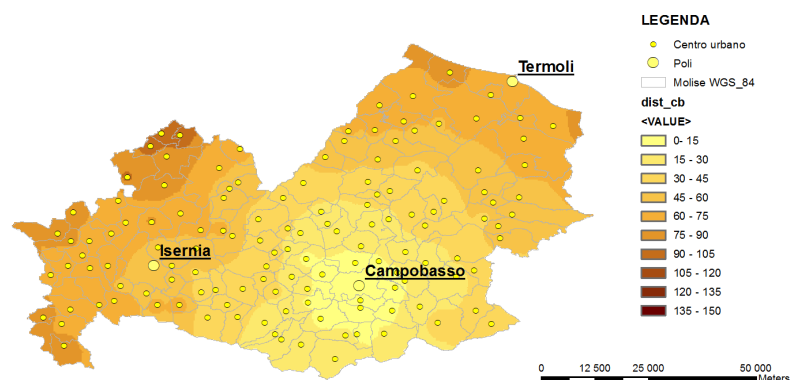 LEGENDA
Centro urbano
Poli
Molise WGS_84
dist_cb
<VALUE>
0- 15
15 - 30
30 - 45
45 - 60
60 - 75
75 - 90
90 - 105
105 - 120
120 - 135
135 - 150
Termoli
Isernia
Campobasso
0 12 500 25 000 50 000
Meters